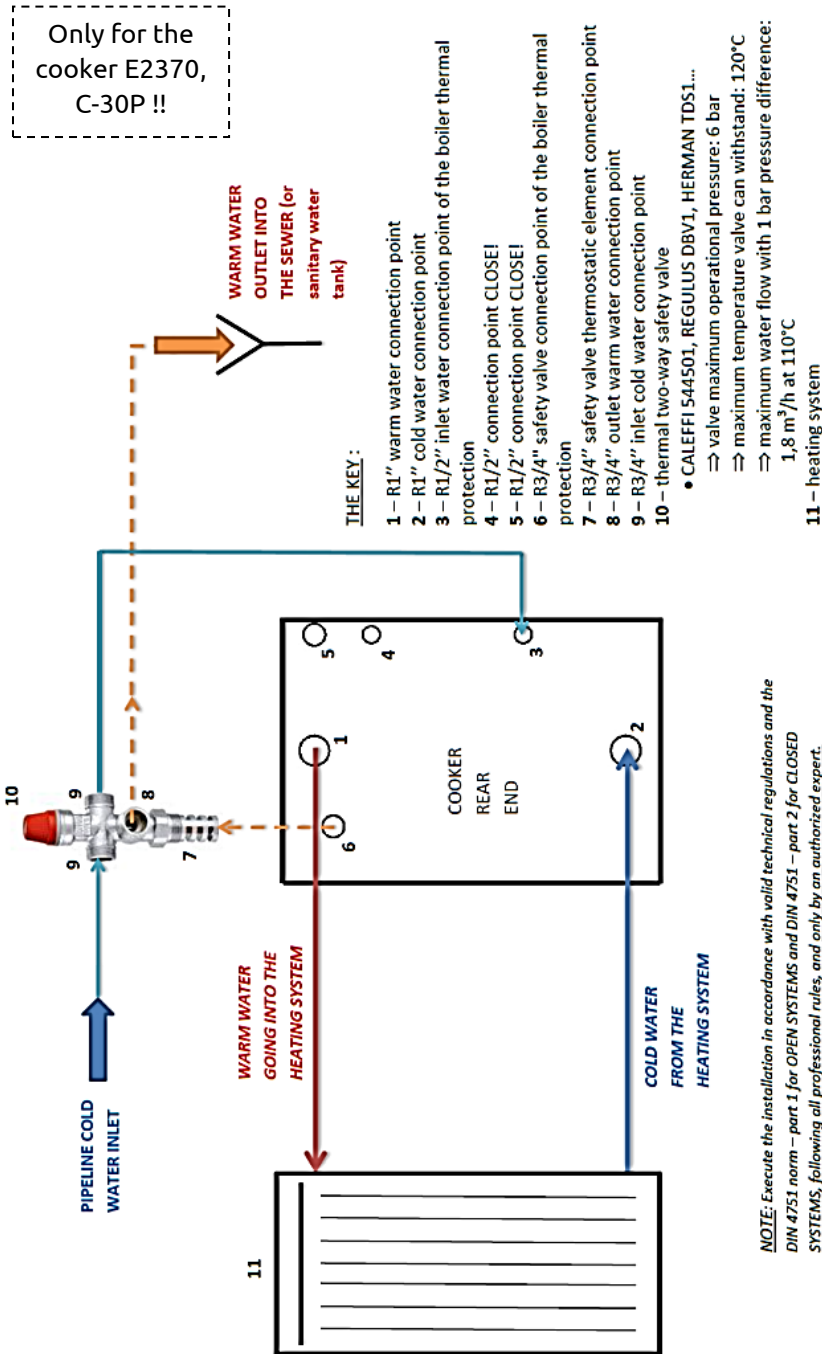 Only for the
cooker E2370,
C-30P !!
10
9
9
8
7
PIPELINE COLD
WATER INLET
WARM WATER
OUTLET INTO
THE SEWER (or
sanitary water
tank)
11
WARM WATER
GOING INTO THE
HEATING SYSTEM
COLD WATER
FROM THE
HEATING SYSTEM
6
1
5
4
3
2
COOKER
REAR
END
THE KEY :
1 – R1’’ warm water connection point
2 – R1’’ cold water connection point
3 – R1/2’’ inlet water connection point of the boiler thermal
protection
4 – R1/2’’ connection point CLOSE!
5 – R1/2’’ connection point CLOSE!
6 – R3/4" safety valve connection point of the boiler thermal
protection
7 – R3/4’’ safety valve thermostatic element connection point
8 – R3/4’’ outlet warm water connection point
9 – R3/4’’ inlet cold water connection point
10 – thermal two-way safety valve
• CALEFFI 544501, REGULUS DBV1, HERMAN TDS1...
⇒ valve maximum operational pressure: 6 bar
⇒ maximum temperature valve can withstand: 120°C
⇒ maximum water flow with 1 bar pressure difference:
1,8 m³/h at 110°C
11 – heating system
NOTE: Execute the installation in accordance with valid technical regulations and the
DIN 4751 norm – part 1 for OPEN SYSTEMS and DIN 4751 – part 2 for CLOSED
SYSTEMS, following all professional rules, and only by an authorized expert.